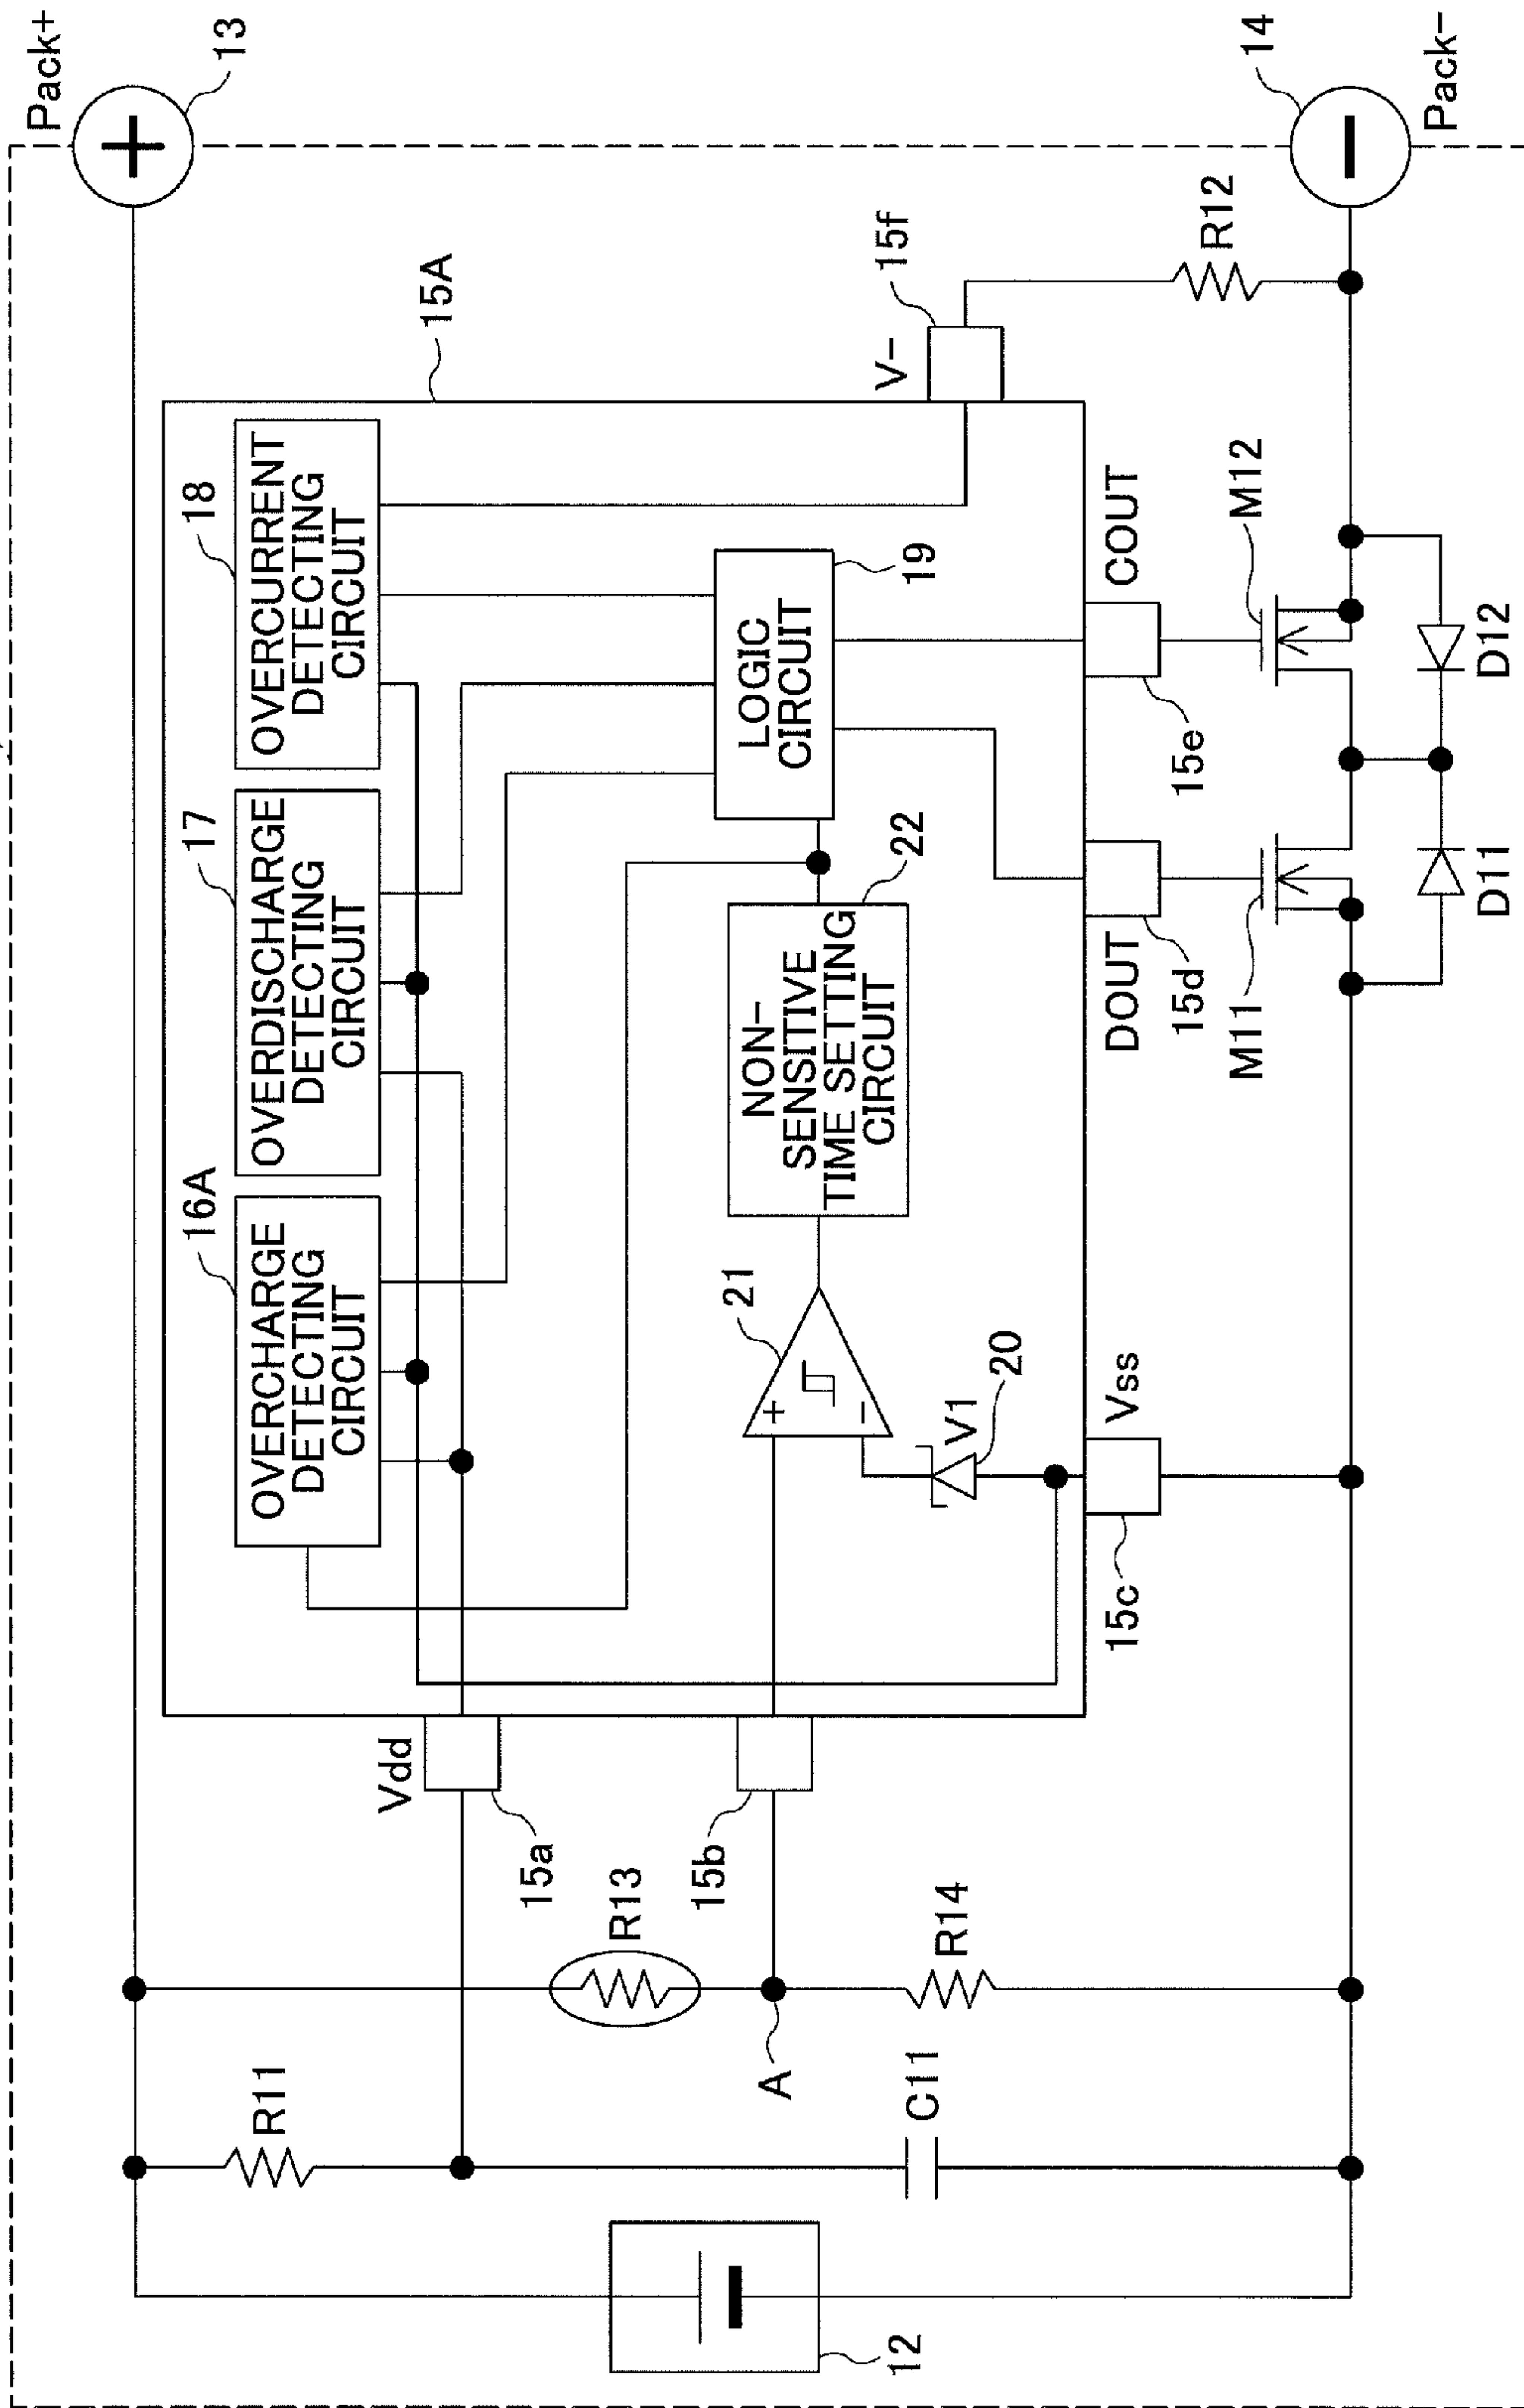 Pack+
13
15A
16A
17
18
OVERCHARGE
DETECTING
CIRCUIT
OVERDISCHARGE
DETECTING
CIRCUIT
OVERCURRENT
DETECTING
CIRCUIT
R11
Vdd
15a
R13
15b
A
R14
C11
12
21
+
−
V1
20
NON-
SENSITIVE
TIME SETTING
CIRCUIT
22
LOGIC
CIRCUIT
19
V−
15f
R12
15c
Vss
DOUT
15d
15e
COUT
M11
M12
D11
D12
14
Pack−